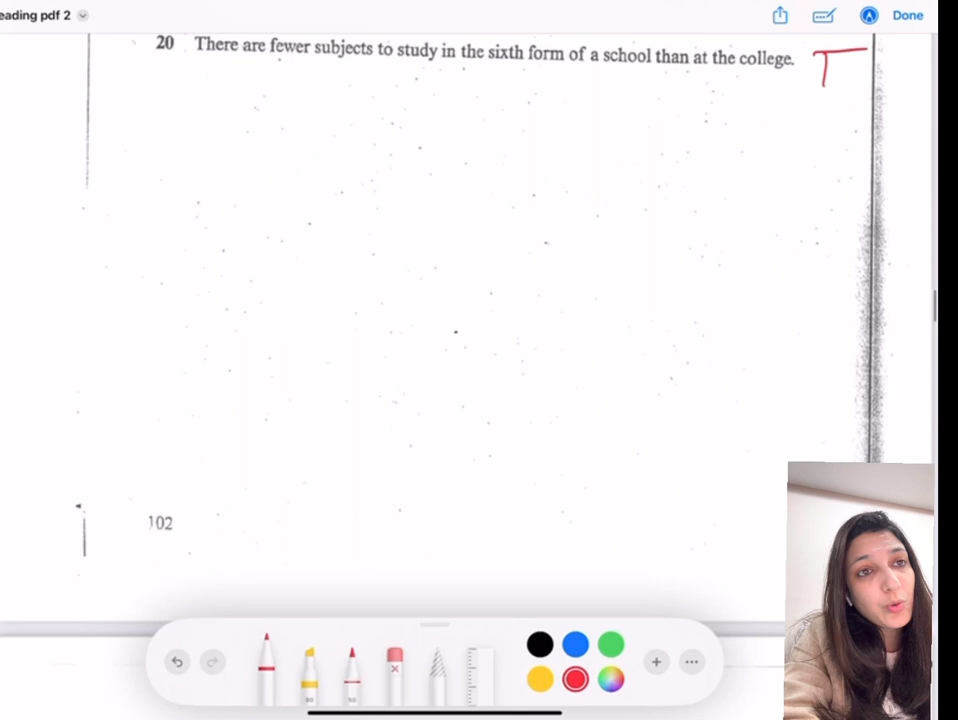 eading pdf 2
Done
20 There are fewer subjects to study in the sixth form of a school than at the college. T
102